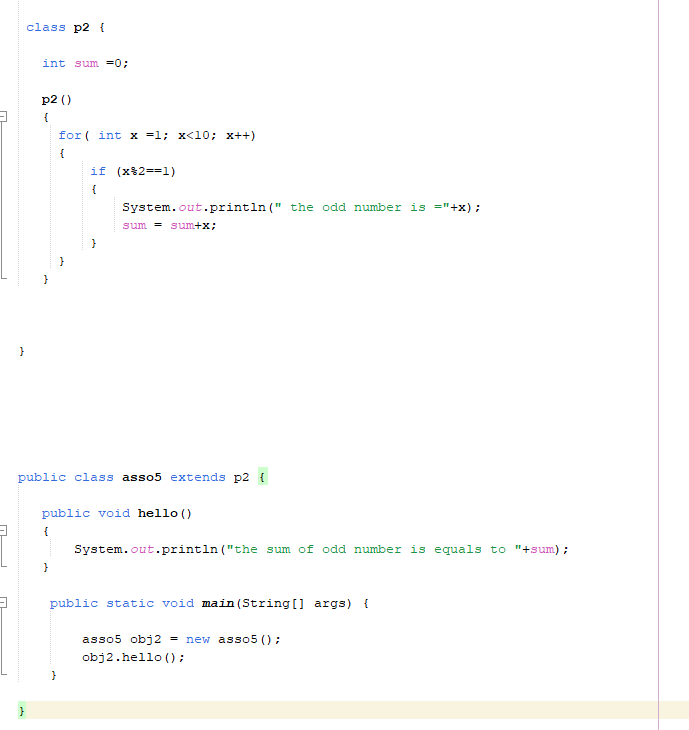 class p2 {
int sum =0;
p2()
{
for( int x =1; x<10; x++)
{
if (x%2==1)
{
System.out.println(" the odd number is ="+x);
sum = sum+x;
}
}
}
}
public class asso5 extends p2 {
public void hello()
{
System.out.println("the sum of odd number is equals to "+sum);
}
public static void main(String[] args) {
asso5 obj2 = new asso5();
obj2.hello();
}
}